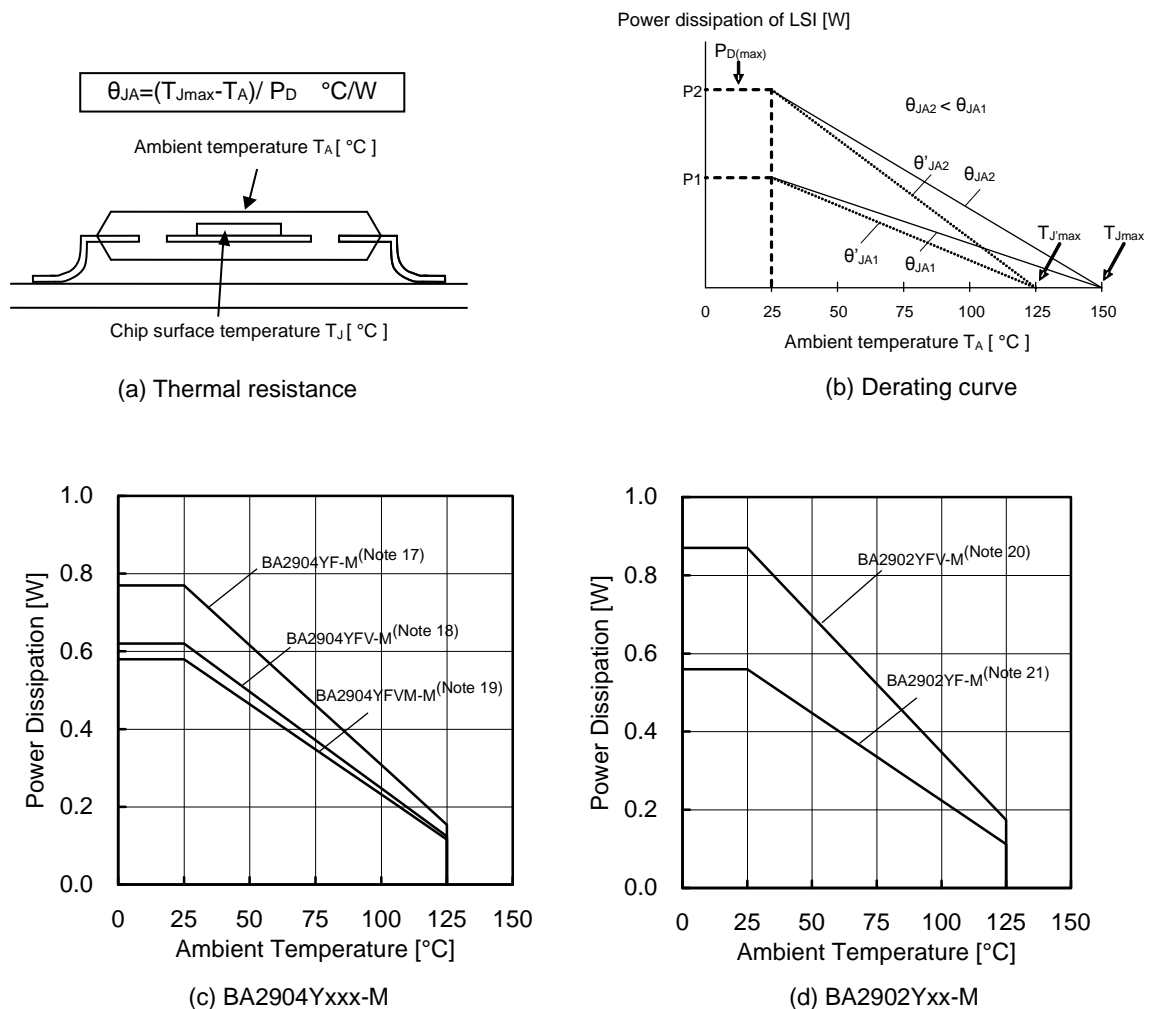 θJA=(TJmax-TA)/ PD °C/W
Ambient temperature TA [ °C ]
Chip surface temperature TJ [ °C ]
(a) Thermal resistance
Power dissipation of LSI [W]
PD(max)
P2
θJA2 < θJA1
θ'JA2
θJA2
P1
TJ'max
TJmax
θ'JA1
θJA1
0 25 50 75 100 125 150
Ambient temperature TA [ °C ]
(b) Derating curve
1.0
0.8
0.6
0.4
0.2
0.0
Power Dissipation [W]
BA2904YF-M(Note 17)
BA2904YFV-M(Note 18)
BA2904YFVM-M(Note 19)
0 25 50 75 100 125 150
Ambient Temperature [°C]
(c) BA2904Yxxx-M
1.0
0.8
0.6
0.4
0.2
0.0
Power Dissipation [W]
BA2902YFV-M(Note 20)
BA2902YF-M(Note 21)
0 25 50 75 100 125 150
Ambient Temperature [°C]
(d) BA2902Yxx-M